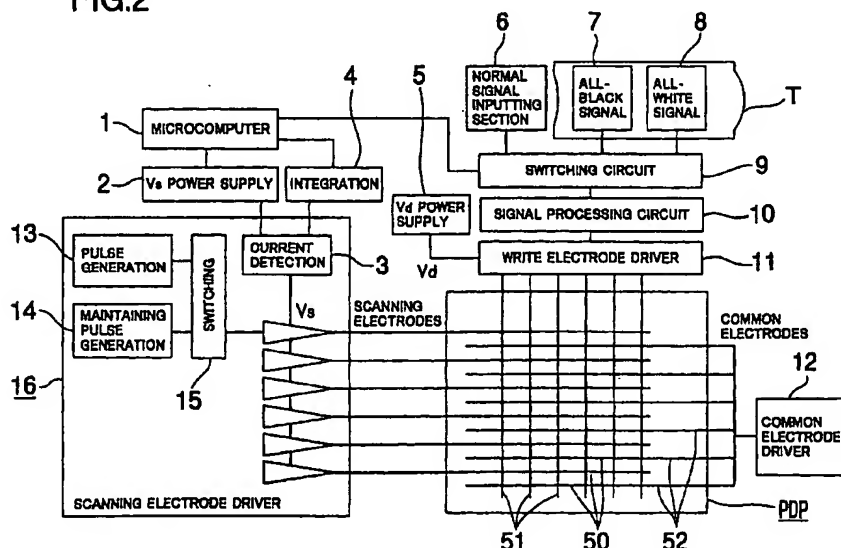 FIG.2
6
7
8
NORMAL
SIGNAL
INPUTTING
SECTION
ALL-
BLACK
SIGNAL
ALL-
WHITE
SIGNAL
T
4
5
1
MICROCOMPUTER
2
Vs POWER SUPPLY
INTEGRATION
SWITCHING CIRCUIT
9
Vd POWER
SUPPLY
SIGNAL PROCESSING CIRCUIT
10
13
PULSE
GENERATION
SWITCHING
CURRENT
DETECTION
3
Vd
WRITE ELECTRODE DRIVER
11
14
MAINTAINING
PULSE
GENERATION
Vs
SCANNING
ELECTRODES
COMMON
ELECTRODES
16
15
12
COMMON
ELECTRODE
DRIVER
SCANNING ELECTRODE DRIVER
PDP
51
50
52